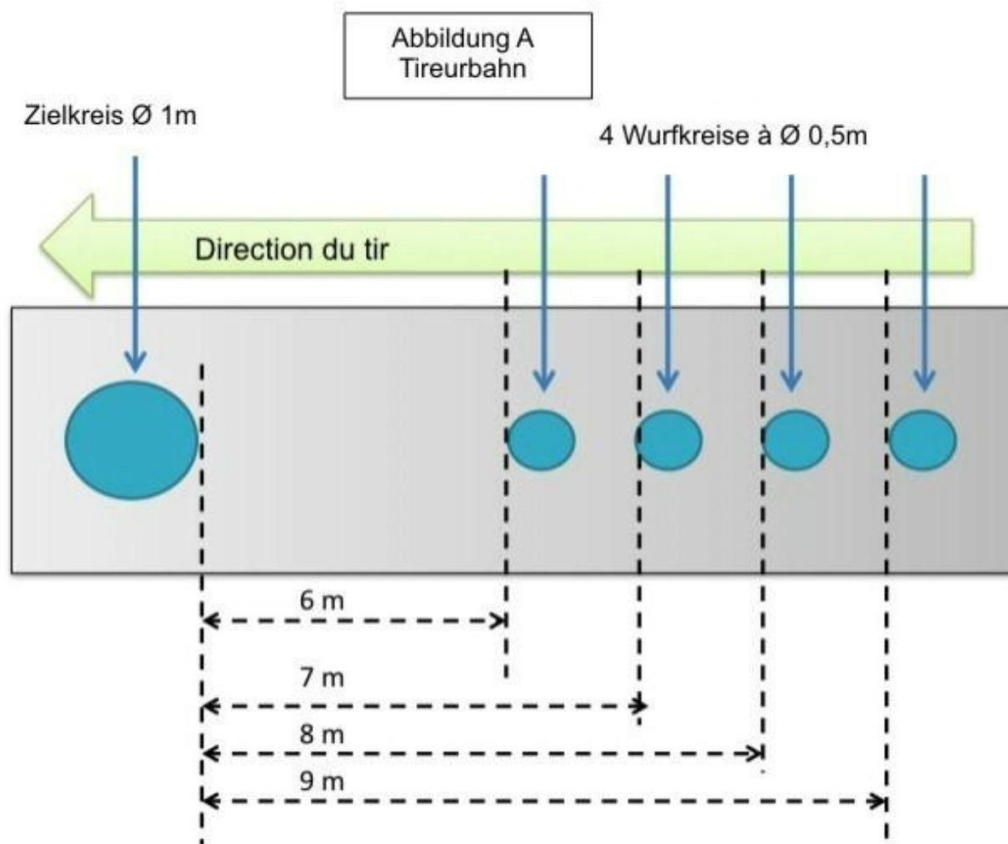 Abbildung A
Tireurbahn
Zielkreis Ø 1m
4 Wurfkreise à Ø 0,5m
Direction du tir
6 m
7 m
8 m
9 m